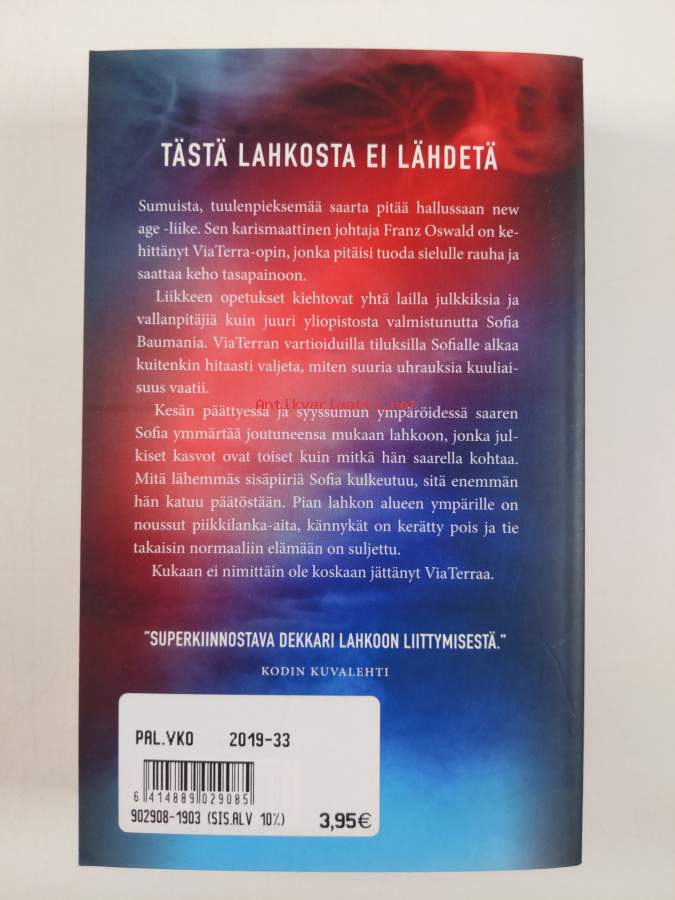 TÄSTÄ LAHKOSTA EI LÄHDETÄ
Sumuista, tuulenpieksemää saarta pitää hallussaan new
age -liike. Sen karismaattinen johtaja Franz Oswald on ke-
hittänyt ViaTerra-opin, jonka pitäisi tuoda sielulle rauha ja
saattaa keho tasapainoon.
Liikkeen opetukset kiehtovat yhtä lailla julkkiksia ja
vallanpitäjiä kuin juuri yliopistosta valmistunutta Sofia
Baumania. ViaTerran vartioiduilla tiluksilla Sofialle alkaa
kuitenkin hitaasti valjeta, miten suuria uhrauksia kuuliai-
suus vaatii.
Antikvariaatti.net
Kesän päättyessä ja syyssumun ympäröidessä saaren
Sofia ymmärtää joutuneensa mukaan lahkoon, jonka jul-
kiset kasvot ovat toiset kuin mitkä hän saarella kohtaa.
Mitä lähemmäs sisäpiiriä Sofia kulkeutuu, sitä enemmän
hän katuu päätöstään. Pian lahkon alueen ympärille on
noussut piikkilanka-aita, kännykät on kerätty pois ja tie
takaisin normaaliin elämään on suljettu.
Kukaan ei nimittäin ole koskaan jättänyt ViaTerraa.
"SUPERKIINNOSTAVA DEKKARI LAHKOON LIITTYMISESTÄ."
KODIN KUVALEHTI
PAL.VKO 2019-33
6 414889 029085
902908-1903 (SIS.ALV 10%) 3,95€